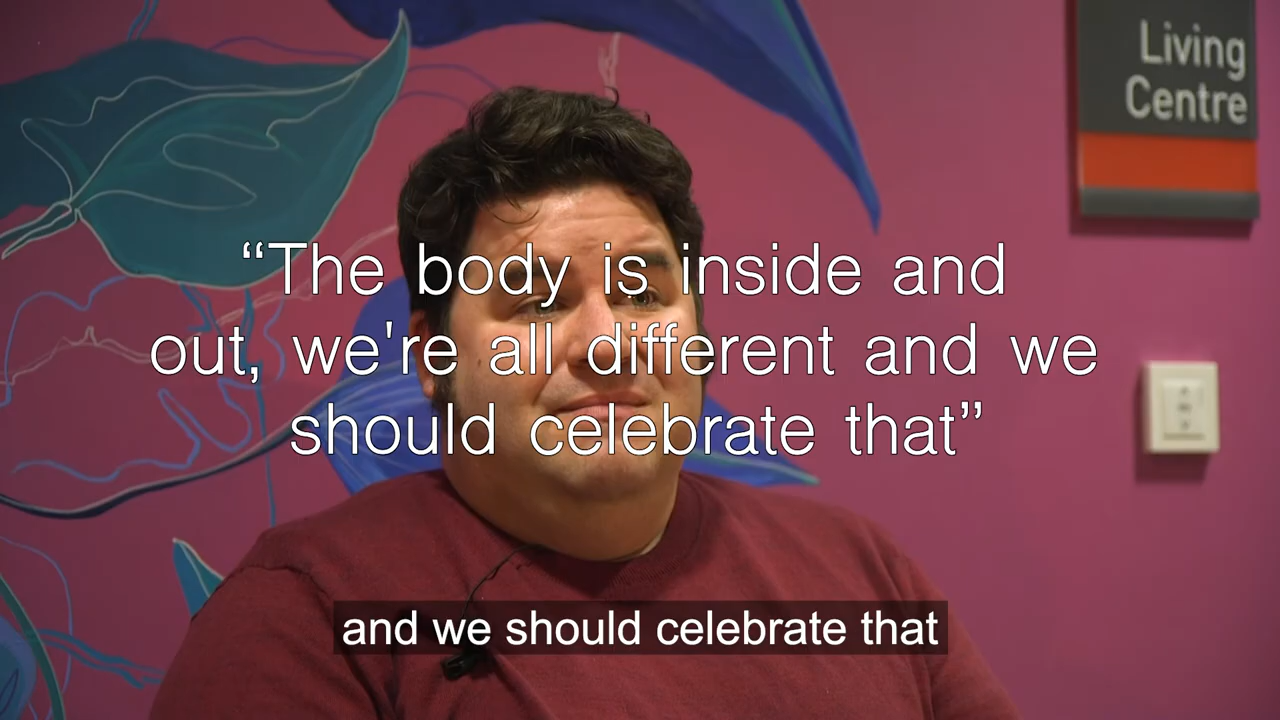 Living
Centre
“The body is inside and
out, we're all different and we
should celebrate that”
and we should celebrate that